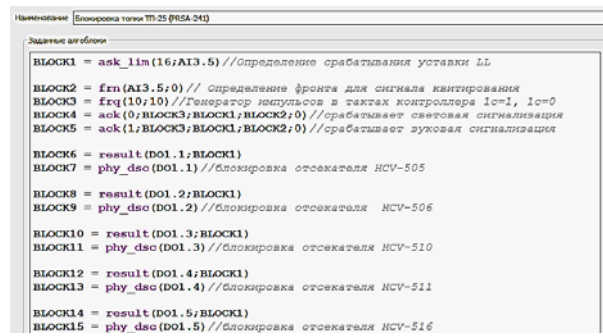 Наименование Блокировка топки ТП-25 (PRSA-241)
Заданные алгоблоки
BLOCK1 = ask_lim(16;AI3.5)//Определение срабатывания уставки LL
BLOCK2 = frn(AI3.5;0)// Определение фронта для сигнала квитирования
BLOCK3 = frq(10;10)//Генератор импульсов в тактах контроллера 1с=1, 1с=0
BLOCK4 = ack(0;BLOCK3;BLOCK1;BLOCK2;0)//срабатывает световая сигнализация
BLOCK5 = ack(1;BLOCK3;BLOCK1;BLOCK2;0)//срабатывает вуковая сигнализация
BLOCK6 = result(DO1.1;BLOCK1)
BLOCK7 = phy_dsc(DO1.1)//блокировка отсекателя HCV-505
BLOCK8 = result(DO1.2;BLOCK1)
BLOCK9 = phy_dsc(DO1.2)//блокировка отсекателя HCV-506
BLOCK10 = result(DO1.3;BLOCK1)
BLOCK11 = phy_dsc(DO1.3)//блокировка отсекателя HCV-510
BLOCK12 = result(DO1.4;BLOCK1)
BLOCK13 = phy_dsc(DO1.4)//блокировка отсекателя HCV-511
BLOCK14 = result(DO1.5;BLOCK1)
BLOCK15 = phy_dsc(DO1.5)//блокировка отсекателя HCV-516